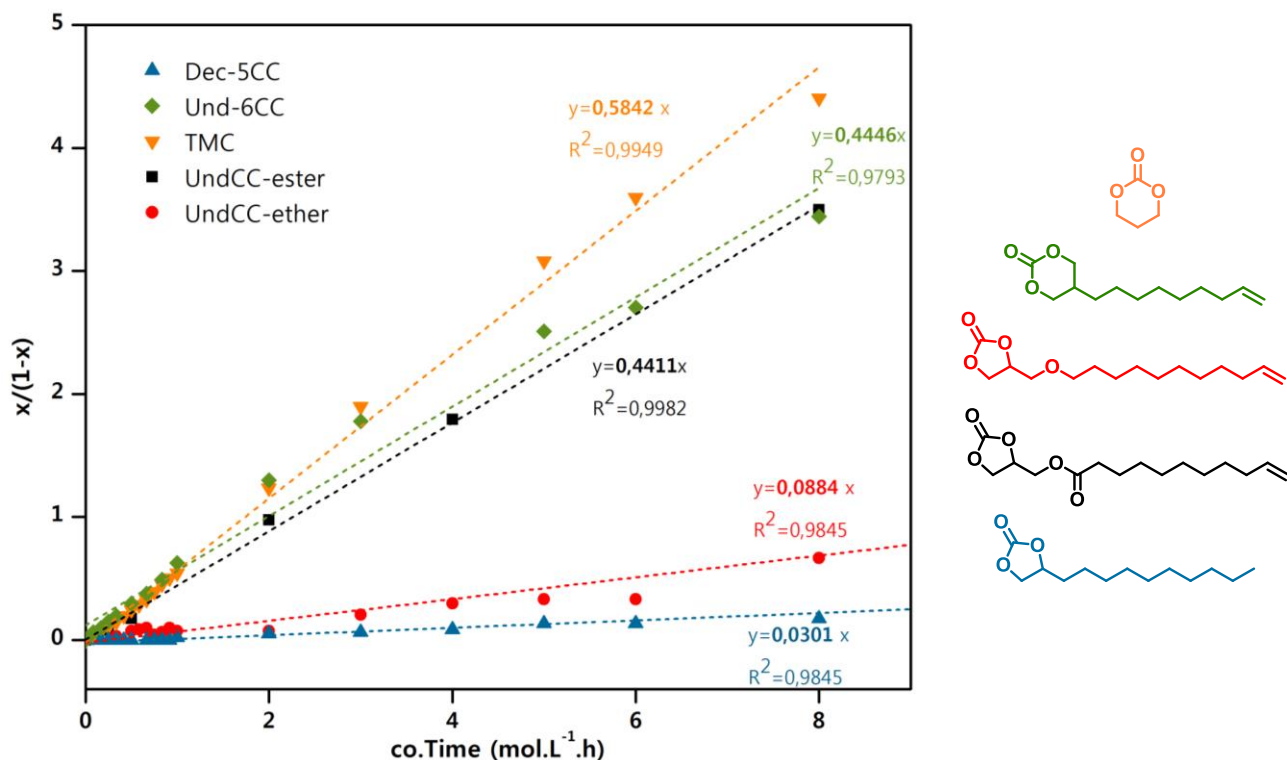 5
4
3
2
1
0
x/(1-x)
Dec-5CC
Und-6CC
TMC
UndCC-ester
UndCC-ether
y=0,5842 x
R²=0,9949
y=0,4446x
R²=0,9793
y=0,4411x
R²=0,9982
y=0,0884 x
R²=0,9845
y=0,0301 x
R²=0,9845
0
2
4
6
8
co.Time (mol.L⁻¹.h)
O
O O
O O
O
O
O
O
O
O
O
O
O
O
O
O
O
O